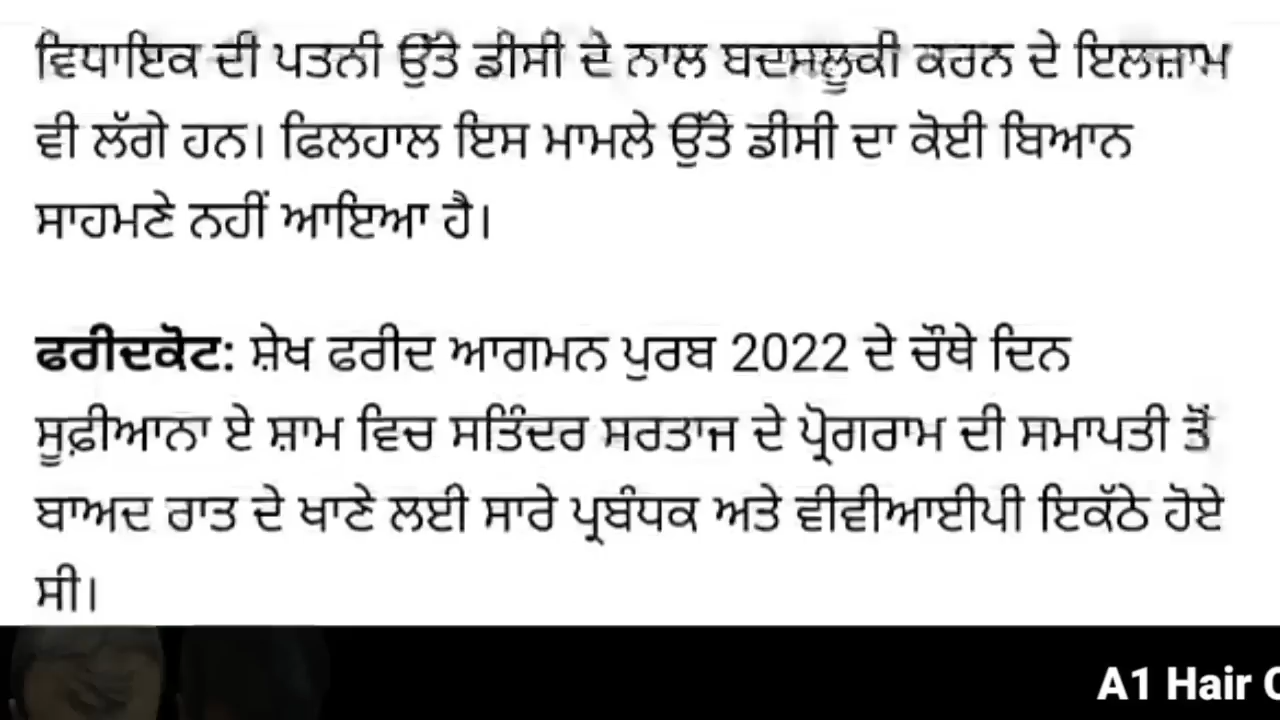 ਵਿਧਾਇਕ ਦੀ ਪਤਨੀ ਉੱਤੇ ਡੀਸੀ ਦੇ ਨਾਲ ਬਦਸਲੂਕੀ ਕਰਨ ਦੇ ਇਲਜ਼ਾਮ
ਵੀ ਲੱਗੇ ਹਨ। ਫਿਲਹਾਲ ਇਸ ਮਾਮਲੇ ਉੱਤੇ ਡੀਸੀ ਦਾ ਕੋਈ ਬਿਆਨ
ਸਾਹਮਣੇ ਨਹੀਂ ਆਇਆ ਹੈ।
ਫਰੀਦਕੋਟ: ਸ਼ੇਖ ਫਰੀਦ ਆਗਮਨ ਪੁਰਬ 2022 ਦੇ ਚੌਥੇ ਦਿਨ
ਸੂਫ਼ੀਆਨਾ ਏ ਸ਼ਾਮ ਵਿਚ ਸਤਿੰਦਰ ਸਰਤਾਜ ਦੇ ਪ੍ਰੋਗਰਾਮ ਦੀ ਸਮਾਪਤੀ ਤੋਂ
ਬਾਅਦ ਰਾਤ ਦੇ ਖਾਣੇ ਲਈ ਸਾਰੇ ਪ੍ਰਬੰਧਕ ਅਤੇ ਵੀਵੀਆਈਪੀ ਇਕੱਠੇ ਹੋਏ
ਸੀ।
A1 Hair